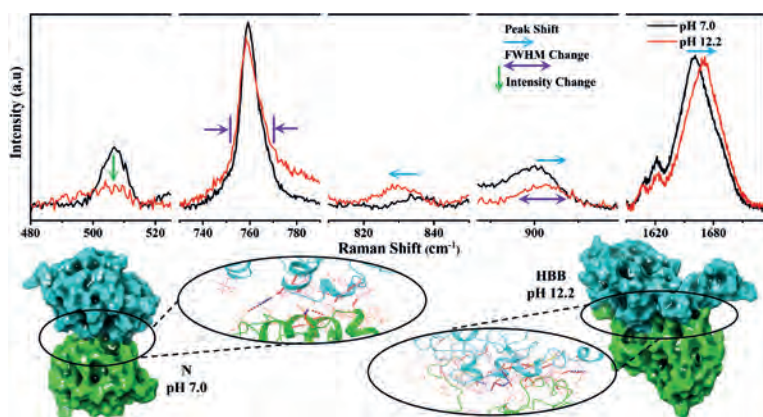 Peak Shift
FWHM Change
Intensity Change
pH 7.0
pH 12.2
Intensity (a.u)
480 500 520 740 760 780 820 840 900 1620 1680
Raman Shift (cm⁻¹)
N
pH 7.0
HBB
pH 12.2